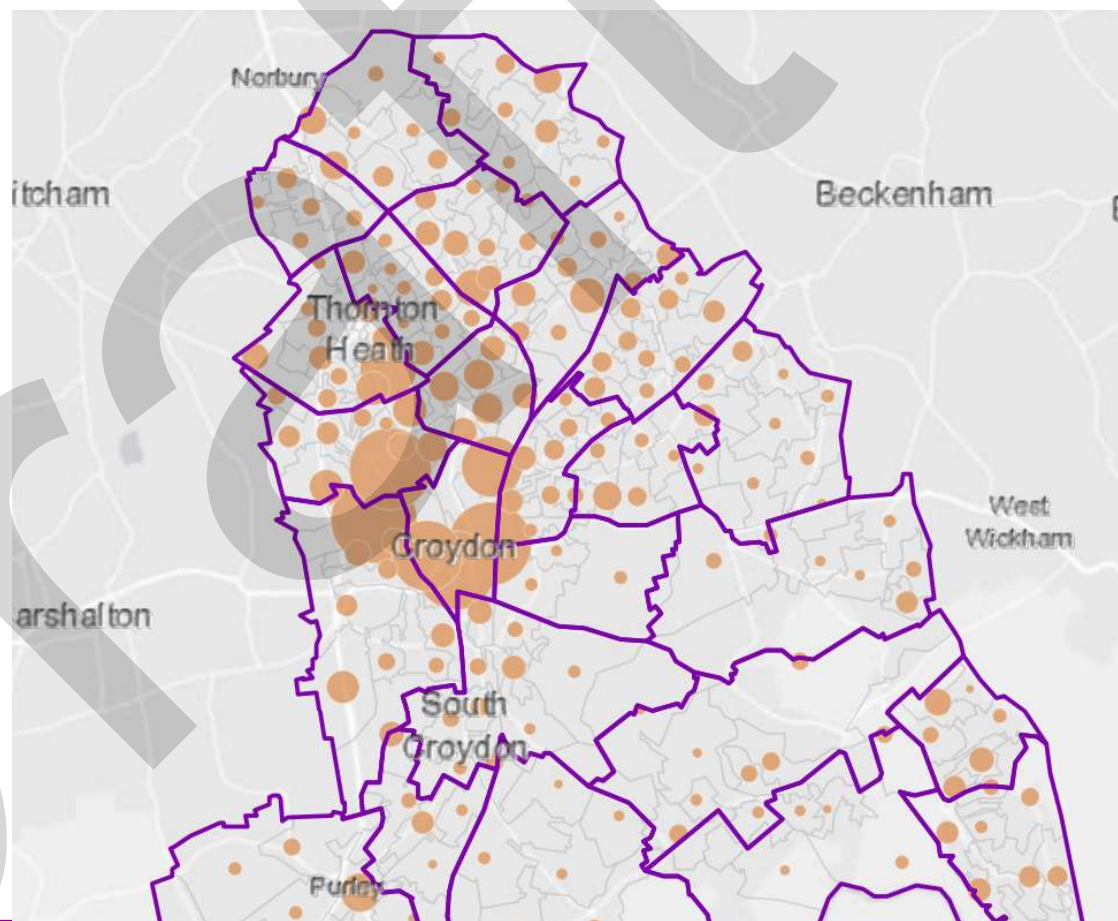 Norbury
itcham
Beckenham
Thornton
Heath
West
Wickham
Croydon
arshalton
South
Croydon
Purley